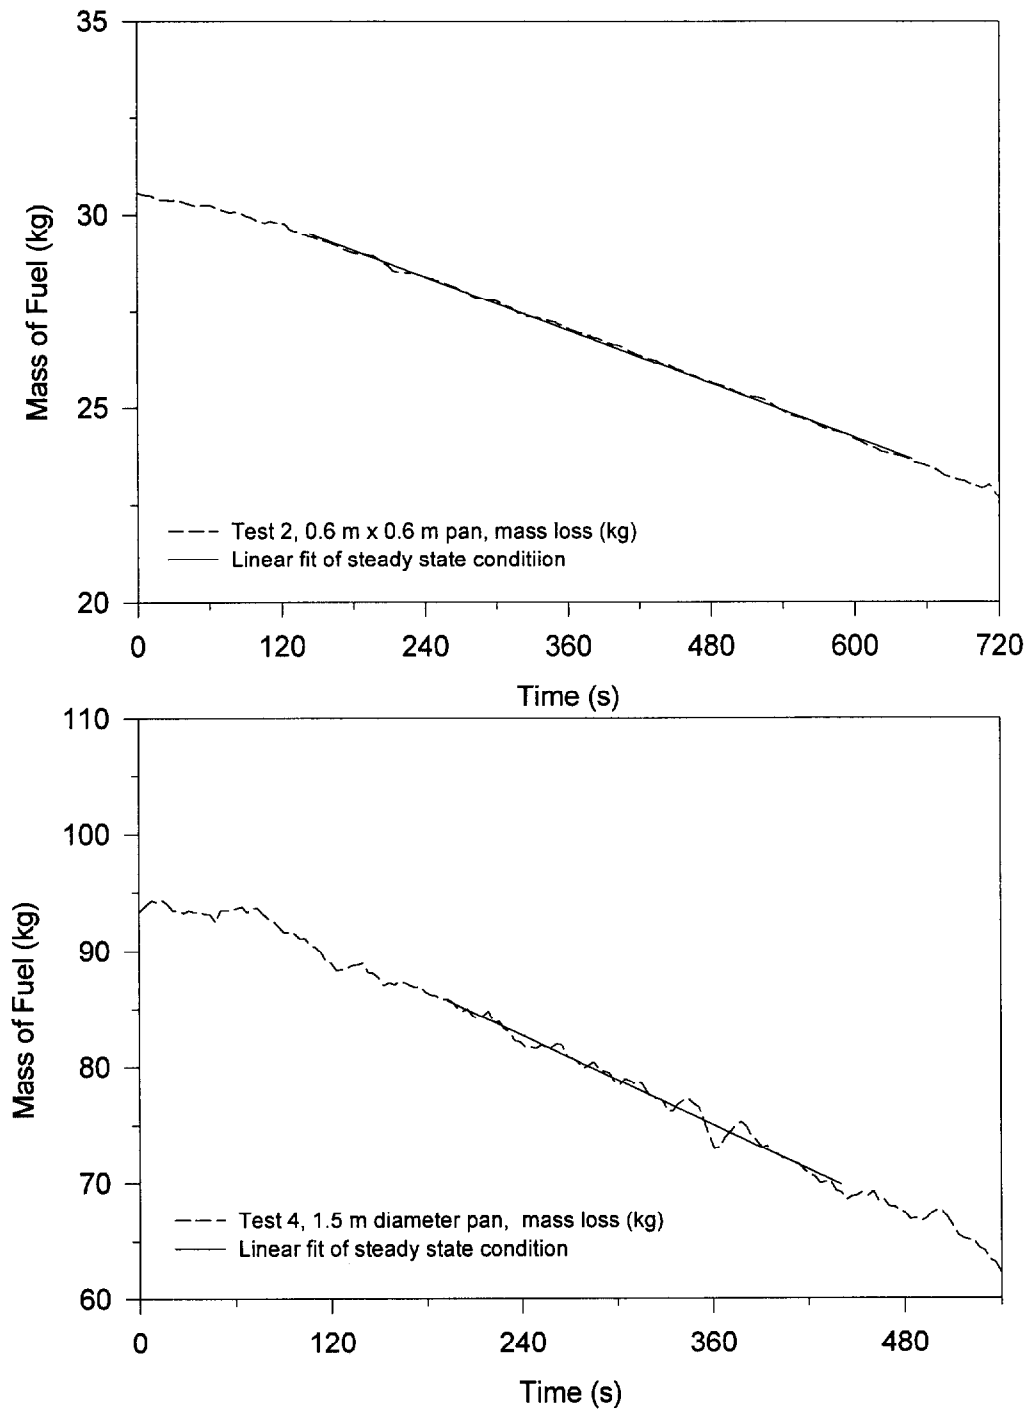 35
30
25
20
Mass of Fuel (kg)
Test 2, 0.6 m x 0.6 m pan, mass loss (kg)
Linear fit of steady state conditiion
0 120 240 360 480 600 720
Time (s)
110
100
90
80
70
60
Mass of Fuel (kg)
Test 4, 1.5 m diameter pan, mass loss (kg)
Linear fit of steady state condition
0 120 240 360 480
Time (s)